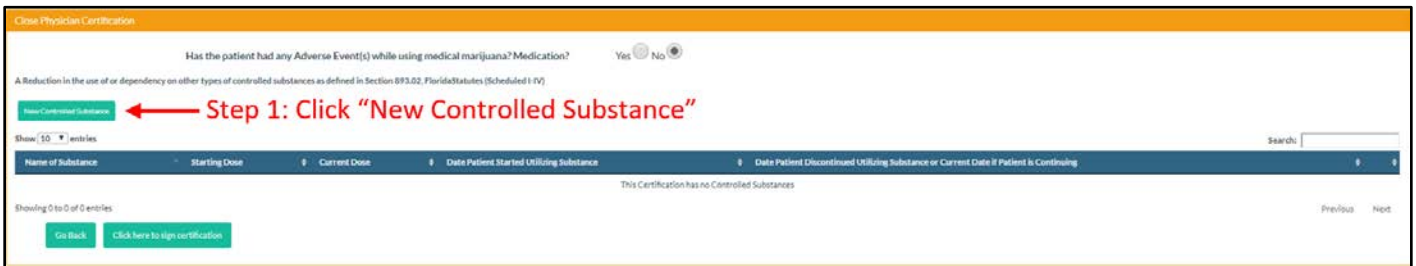 Close Physician Certification
Has the patient had any Adverse Event(s) while using medical marijuana? Medication? Yes No
A Reduction in the use of or dependency on other types of controlled substances as defined in Section 893.02, FloridaStatutes (Scheduled I-IV)
New Controlled Substance Step 1: Click “New Controlled Substance”
Show 10 entries Search:
Name of Substance Starting Dose Current Dose Date Patient Started Utilizing Substance Date Patient Discontinued Utilizing Substance or Current Date if Patient is Continuing
This Certification has no Controlled Substances
Showing 0 to 0 of 0 entries Previous Next
Go Back Click here to sign certification